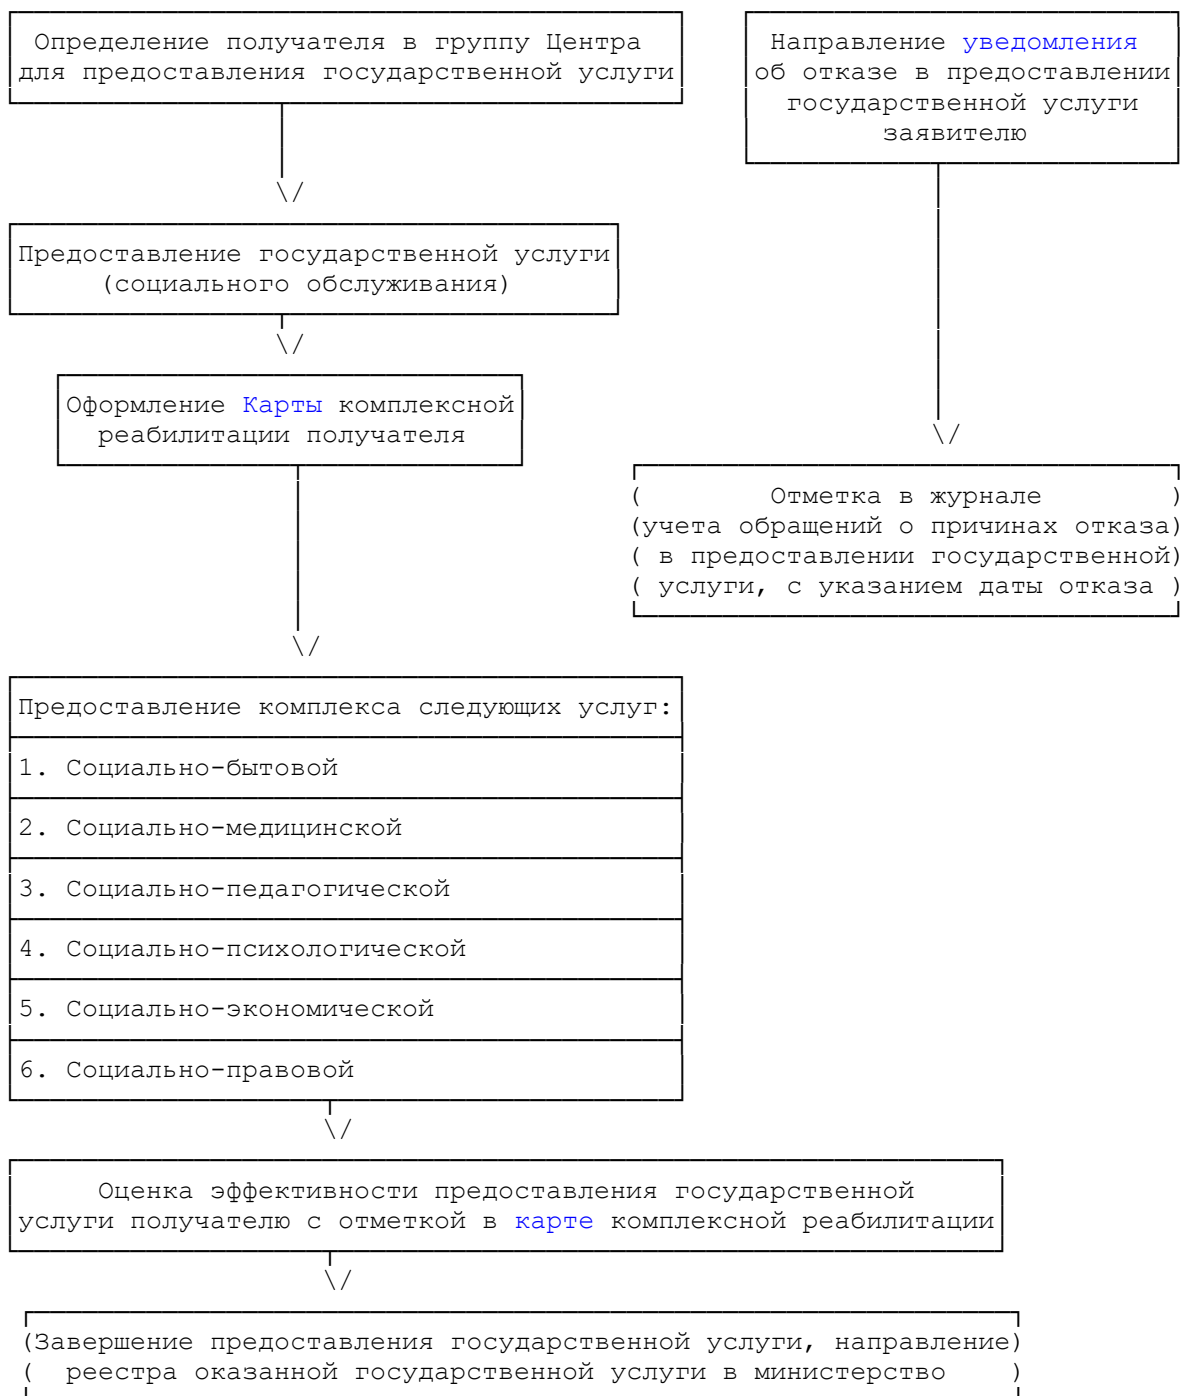 Определение получателя в группу Центра
для предоставления государственной услуги
Направление уведомления
об отказе в предоставлении
государственной услуги
заявителю
Предоставление государственной услуги
(социального обслуживания)
Оформление Карты комплексной
реабилитации получателя
( Отметка в журнале )
(учета обращений о причинах отказа)
( в предоставлении государственной)
( услуги, с указанием даты отказа )
Предоставление комплекса следующих услуг:
1. Социально-бытовой
2. Социально-медицинской
3. Социально-педагогической
4. Социально-психологической
5. Социально-экономической
6. Социально-правовой
Оценка эффективности предоставления государственной
услуги получателю с отметкой в карте комплексной реабилитации
(Завершение предоставления государственной услуги, направление)
( реестра оказанной государственной услуги в министерство )